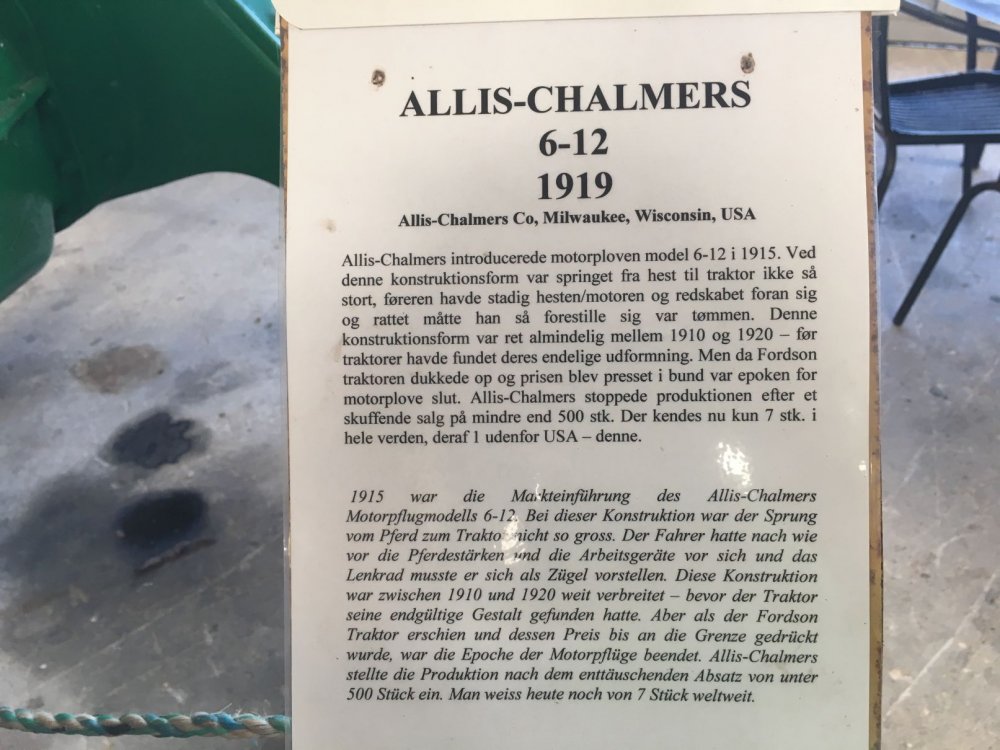 ALLIS-CHALMERS
6-12
1919
Allis-Chalmers Co, Milwaukee, Wisconsin, USA
Allis-Chalmers introducerede motorploven model 6-12 i 1915. Ved
denne konstruktionsform var springet fra hest til traktor ikke så
stort, føreren havde stadig hesten/motoren og redskabet foran sig
og rattet måtte han så forestille sig var tømmen. Denne
konstruktionsform var ret almindelig mellem 1910 og 1920 – før
traktorer havde fundet deres endelige udformning. Men da Fordson
traktoren dukkede op og prisen blev presset i bund var epoken for
motorplove slut. Allis-Chalmers stoppede produktionen efter et
skuffende salg på mindre end 500 stk. Der kendes nu kun 7 stk. i
hele verden, deraf 1 udenfor USA – denne.
1915 war die Markteinführung des Allis-Chalmers
Motorpflugmodells 6-12. Bei dieser Konstruktion war der Sprung
vom Pferd zum Traktor nicht so gross. Der Fahrer hatte nach wie
vor die Pferdestärken und die Arbeitsgeräte vor sich und das
Lenkrad musste er sich als Zügel vorstellen. Diese Konstruktion
war zwischen 1910 und 1920 weit verbreitet – bevor der Traktor
seine endgültige Gestalt gefunden hatte. Aber als der Fordson
Traktor erschien und dessen Preis bis an die Grenze gedrückt
wurde, war die Epoche der Motorpflüge beendet. Allis-Chalmers
stellte die Produktion nach dem enttäuschenden Absatz von unter
500 Stück ein. Man weiss heute noch von 7 Stück weltweit.